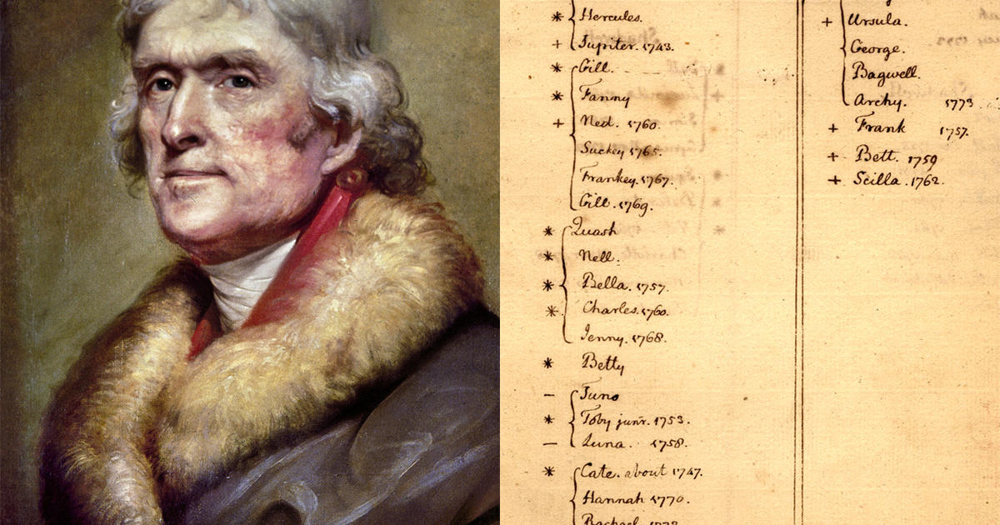 * Hercules.
+ Jupiter. 1743.
* Gill.
* Fanny
+ Ned. 1760.
Suckey 1765.
Frankey. 1767.
Gill. 1769.
* Quash
* Nell.
* Bella. 1757.
* Charles. 1760.
Jenny. 1768.
* Betty
– Juno
* Toby junr. 1753.
– Luna. 1758.
* Cate. about 1747.
Hannah 1770.
Rachael. 1773.
+ Ursula.
George.
Bagwell.
Archy. 1773
+ Frank 1757.
+ Bett. 1759
+ Scilla. 1762.